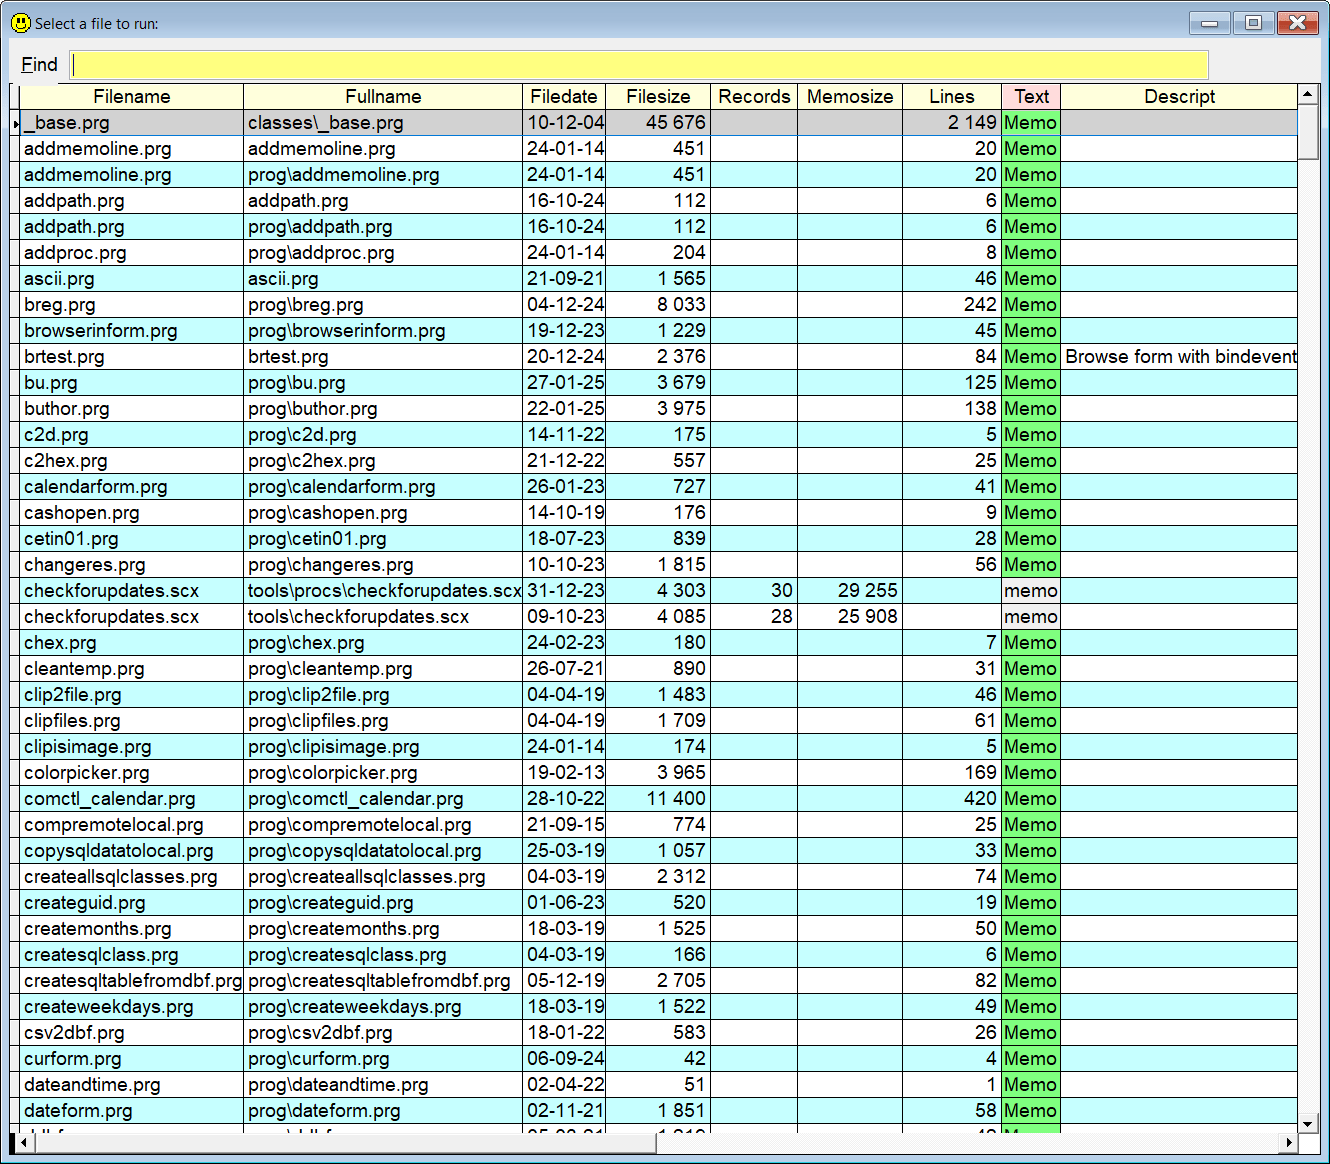 Select a file to run:
Find
Filename Fullname Filedate Filesize Records Memosize Lines Text Descript
_base.prg classes\_base.prg 10-12-04 45 676 2 149 Memo
addmemoline.prg addmemoline.prg 24-01-14 451 20 Memo
addmemoline.prg prog\addmemoline.prg 24-01-14 451 20 Memo
addpath.prg addpath.prg 16-10-24 112 6 Memo
addpath.prg prog\addpath.prg 16-10-24 112 6 Memo
addproc.prg prog\addproc.prg 24-01-14 204 8 Memo
ascii.prg ascii.prg 21-09-21 1 565 46 Memo
breg.prg prog\breg.prg 04-12-24 8 033 242 Memo
browserinform.prg prog\browserinform.prg 19-12-23 1 229 45 Memo
brtest.prg brtest.prg 20-12-24 2 376 84 Memo Browse form with bindevent
bu.prg prog\bu.prg 27-01-25 3 679 125 Memo
buthor.prg prog\buthor.prg 22-01-25 3 975 138 Memo
c2d.prg prog\c2d.prg 14-11-22 175 5 Memo
c2hex.prg prog\c2hex.prg 21-12-22 557 25 Memo
calendarform.prg prog\calendarform.prg 26-01-23 727 41 Memo
cashopen.prg prog\cashopen.prg 14-10-19 176 9 Memo
cetin01.prg prog\cetin01.prg 18-07-23 839 28 Memo
changeres.prg prog\changeres.prg 10-10-23 1 815 56 Memo
checkforupdates.scx tools\procs\checkforupdates.scx 31-12-23 4 303 30 29 255 memo
checkforupdates.scx tools\checkforupdates.scx 09-10-23 4 085 28 25 908 memo
chex.prg prog\chex.prg 24-02-23 180 7 Memo
cleantemp.prg prog\cleantemp.prg 26-07-21 890 31 Memo
clip2file.prg prog\clip2file.prg 04-04-19 1 483 46 Memo
clipfiles.prg prog\clipfiles.prg 04-04-19 1 709 61 Memo
clipisimage.prg prog\clipisimage.prg 24-01-14 174 5 Memo
colorpicker.prg prog\colorpicker.prg 19-02-13 3 965 169 Memo
comctl_calendar.prg prog\comctl_calendar.prg 28-10-22 11 400 420 Memo
compremotelocal.prg prog\compremotelocal.prg 21-09-15 774 25 Memo
copysqldatatolocal.prg prog\copysqldatatolocal.prg 25-03-19 1 057 33 Memo
createallsqlclasses.prg prog\createallsqlclasses.prg 04-03-19 2 312 74 Memo
createguid.prg prog\createguid.prg 01-06-23 520 19 Memo
createmonths.prg prog\createmonths.prg 18-03-19 1 525 50 Memo
createsqlclass.prg prog\createsqlclass.prg 04-03-19 166 6 Memo
createsqltablefromdbf.prg prog\createsqltablefromdbf.prg 05-12-19 2 705 82 Memo
createweekdays.prg prog\createweekdays.prg 18-03-19 1 522 49 Memo
csv2dbf.prg prog\csv2dbf.prg 18-01-22 583 26 Memo
curform.prg prog\curform.prg 06-09-24 42 4 Memo
dateandtime.prg prog\dateandtime.prg 02-04-22 51 1 Memo
dateform.prg prog\dateform.prg 02-11-21 1 851 58 Memo